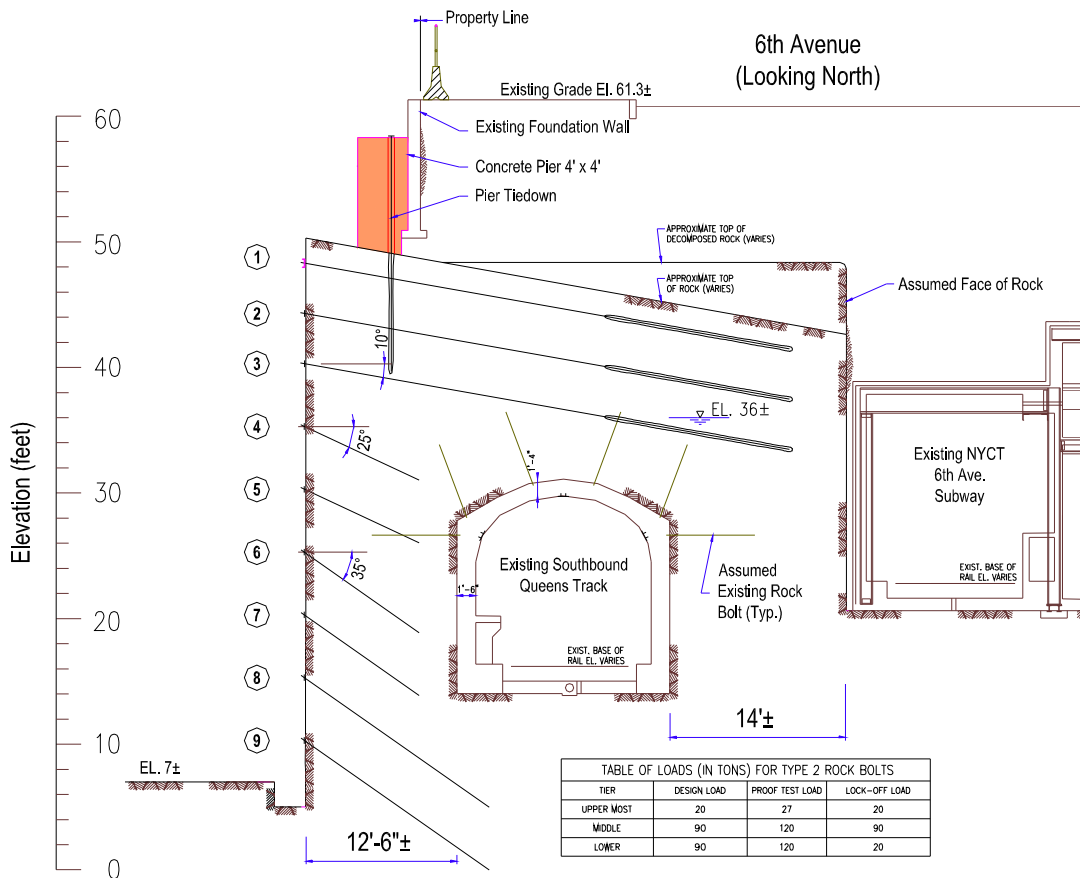 Property Line
6th Avenue
(Looking North)
Existing Grade El. 61.3±
Existing Foundation Wall
Concrete Pier 4' x 4'
Pier Tiedown
Elevation (feet)
60
50
40
30
20
10
0
1
2
3
4
5
6
7
8
9
10°
25°
35°
APPROXIMATE TOP OF
DECOMPOSED ROCK (VARIES)
APPROXIMATE TOP
OF ROCK (VARIES)
Assumed Face of Rock
EL. 36±
1'-4"
Existing NYCT
6th Ave.
Subway
EXIST. BASE OF
RAIL EL. VARIES
Existing Southbound
Queens Track
1'-6"
EXIST. BASE OF
RAIL EL. VARIES
Assumed
Existing Rock
Bolt (Typ.)
14'±
EL. 7±
12'-6"±
TABLE OF LOADS (IN TONS) FOR TYPE 2 ROCK BOLTS
TIER DESIGN LOAD PROOF TEST LOAD LOCK-OFF LOAD
UPPER MOST 20 27 20
MIDDLE 90 120 90
LOWER 90 120 20